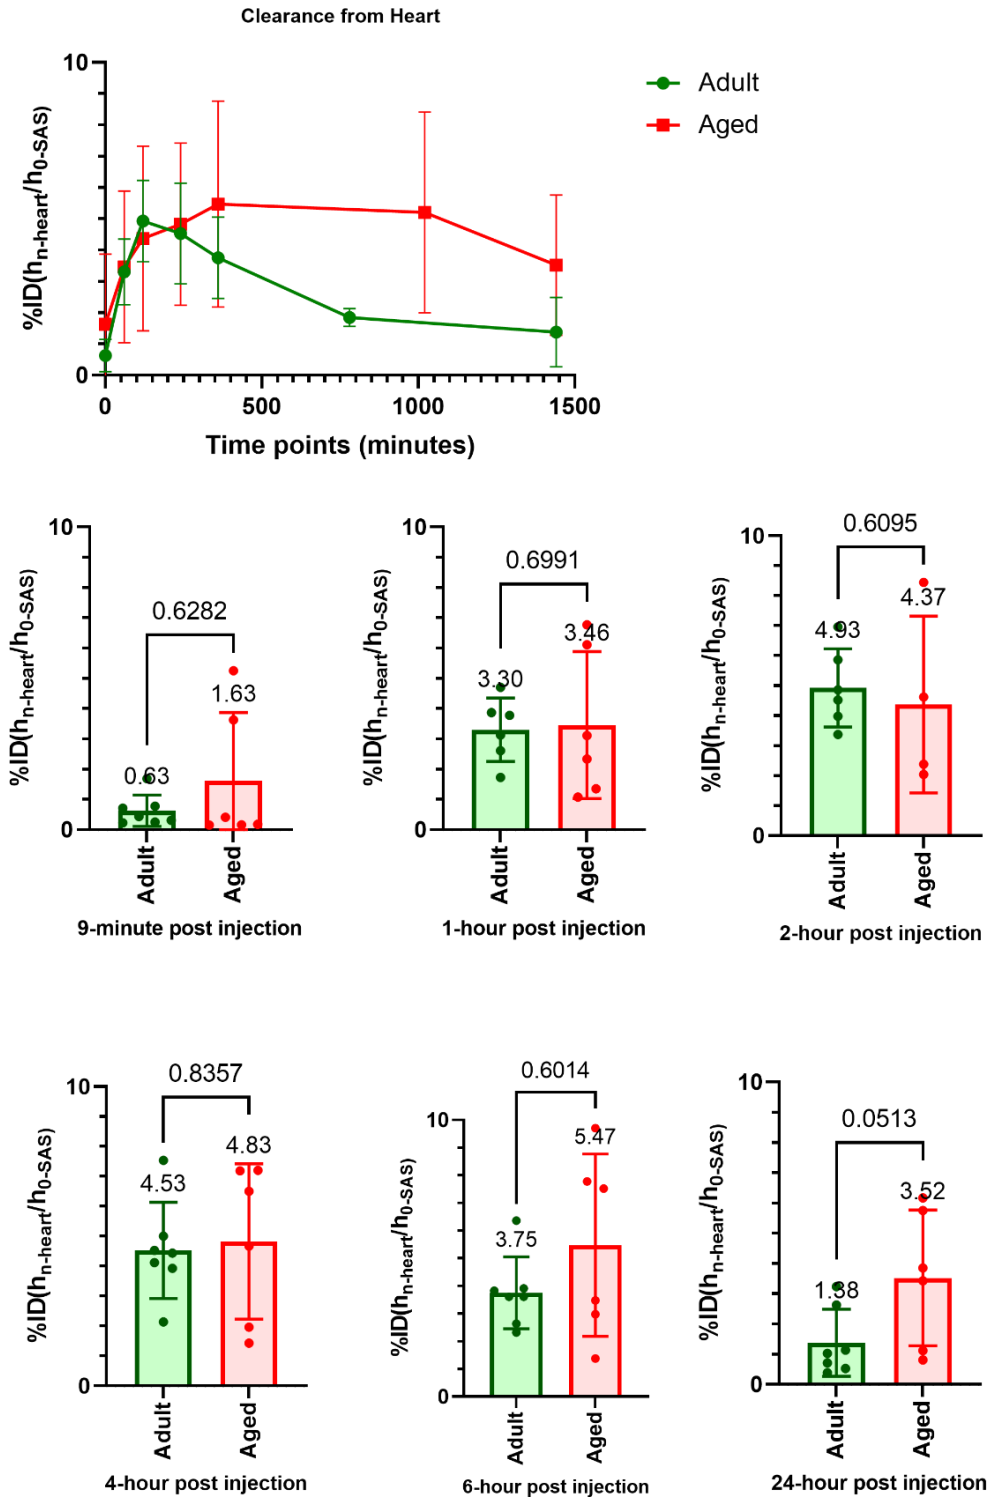 Clearance from Heart
10
0
%ID(hn-heart/h0-SAS)
0 500 1000 1500
Time points (minutes)
Adult
Aged
10
0
%ID(hn-heart/h0-SAS)
0.6282
0.63
1.63
Adult
Aged
9-minute post injection
10
0
%ID(hn-heart/h0-SAS)
0.6991
3.30
3.46
Adult
Aged
1-hour post injection
10
0
%ID(hn-heart/h0-SAS)
0.6095
4.93
4.37
Adult
Aged
2-hour post injection
10
0
%ID(hn-heart/h0-SAS)
0.8357
4.53
4.83
Adult
Aged
4-hour post injection
10
0
%ID(hn-heart/h0-SAS)
0.6014
3.75
5.47
Adult
Aged
6-hour post injection
10
0
%ID(hn-heart/h0-SAS)
0.0513
1.38
3.52
Adult
Aged
24-hour post injection